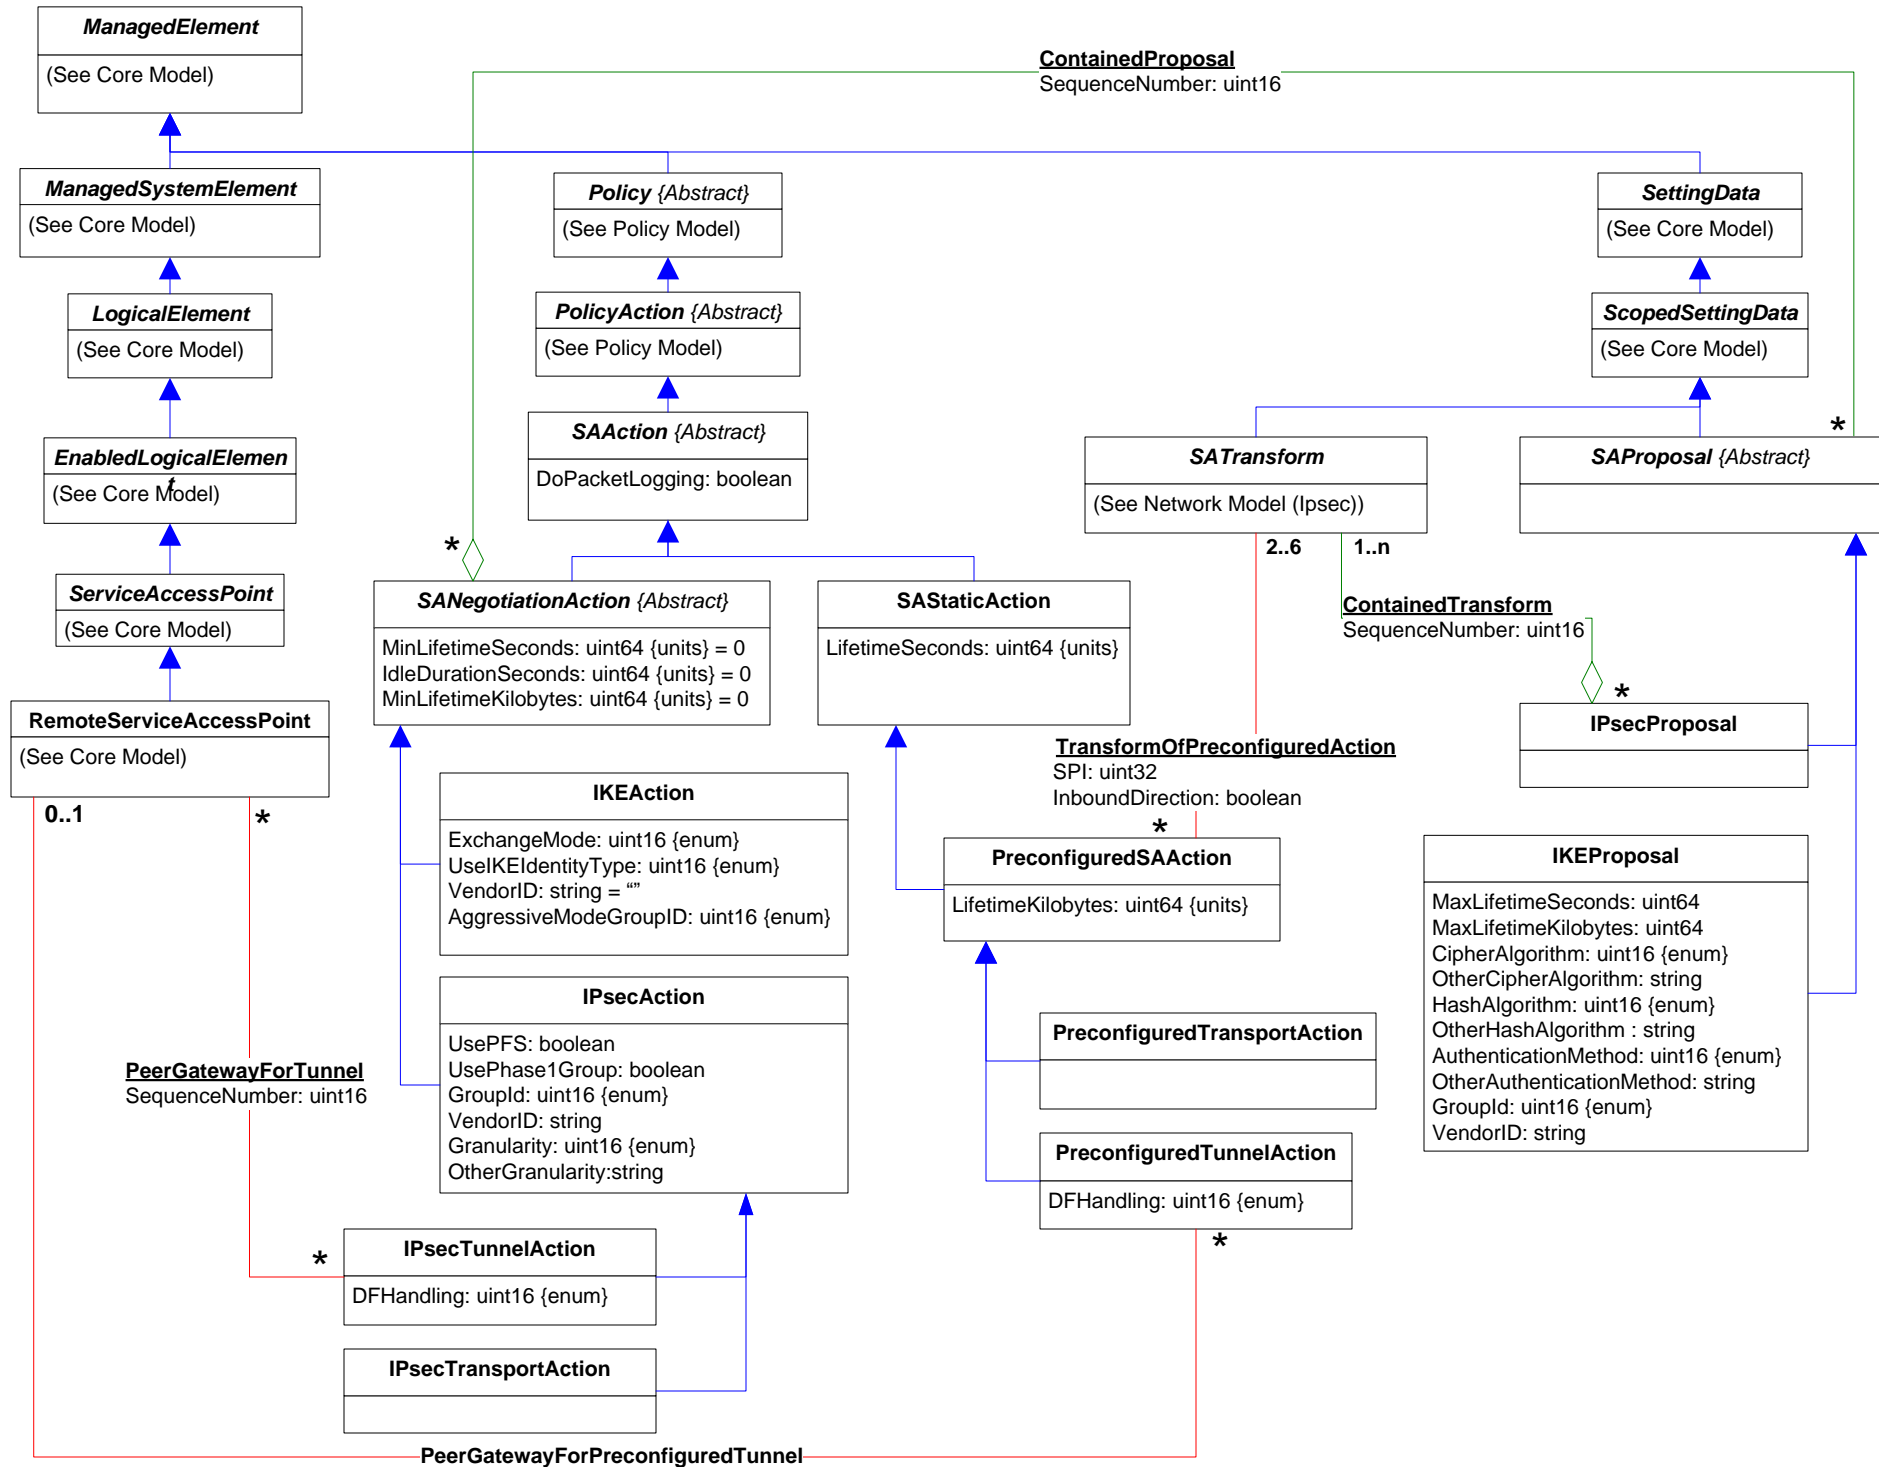 ManagedElement
(See Core Model)
ContainedProposal
SequenceNumber: uint16
ManagedSystemElement
(See Core Model)
Policy {Abstract}
(See Policy Model)
SettingData
(See Core Model)
LogicalElement
(See Core Model)
PolicyAction {Abstract}
(See Policy Model)
ScopedSettingData
(See Core Model)
EnabledLogicalElemen
t
(See Core Model)
SAAction {Abstract}
DoPacketLogging: boolean
SATransform
(See Network Model (Ipsec))
*
SAProposal {Abstract}
2..6
1..n
*
ServiceAccessPoint
(See Core Model)
SANegotiationAction {Abstract}
MinLifetimeSeconds: uint64 {units} = 0
IdleDurationSeconds: uint64 {units} = 0
MinLifetimeKilobytes: uint64 {units} = 0
SAStaticAction
LifetimeSeconds: uint64 {units}
ContainedTransform
SequenceNumber: uint16
*
IPsecProposal
RemoteServiceAccessPoint
(See Core Model)
0..1
*
TransformOfPreconfiguredAction
SPI: uint32
InboundDirection: boolean
*
IKEAction
ExchangeMode: uint16 {enum}
UseIKEIdentityType: uint16 {enum}
VendorID: string = “”
AggressiveModeGroupID: uint16 {enum}
PreconfiguredSAAction
LifetimeKilobytes: uint64 {units}
IKEProposal
MaxLifetimeSeconds: uint64
MaxLifetimeKilobytes: uint64
CipherAlgorithm: uint16 {enum}
OtherCipherAlgorithm: string
HashAlgorithm: uint16 {enum}
OtherHashAlgorithm : string
AuthenticationMethod: uint16 {enum}
OtherAuthenticationMethod: string
GroupId: uint16 {enum}
VendorID: string
IPsecAction
UsePFS: boolean
UsePhase1Group: boolean
GroupId: uint16 {enum}
VendorID: string
Granularity: uint16 {enum}
OtherGranularity:string
PreconfiguredTransportAction
PeerGatewayForTunnel
SequenceNumber: uint16
PreconfiguredTunnelAction
DFHandling: uint16 {enum}
*
*
IPsecTunnelAction
DFHandling: uint16 {enum}
IPsecTransportAction
PeerGatewayForPreconfiguredTunnel